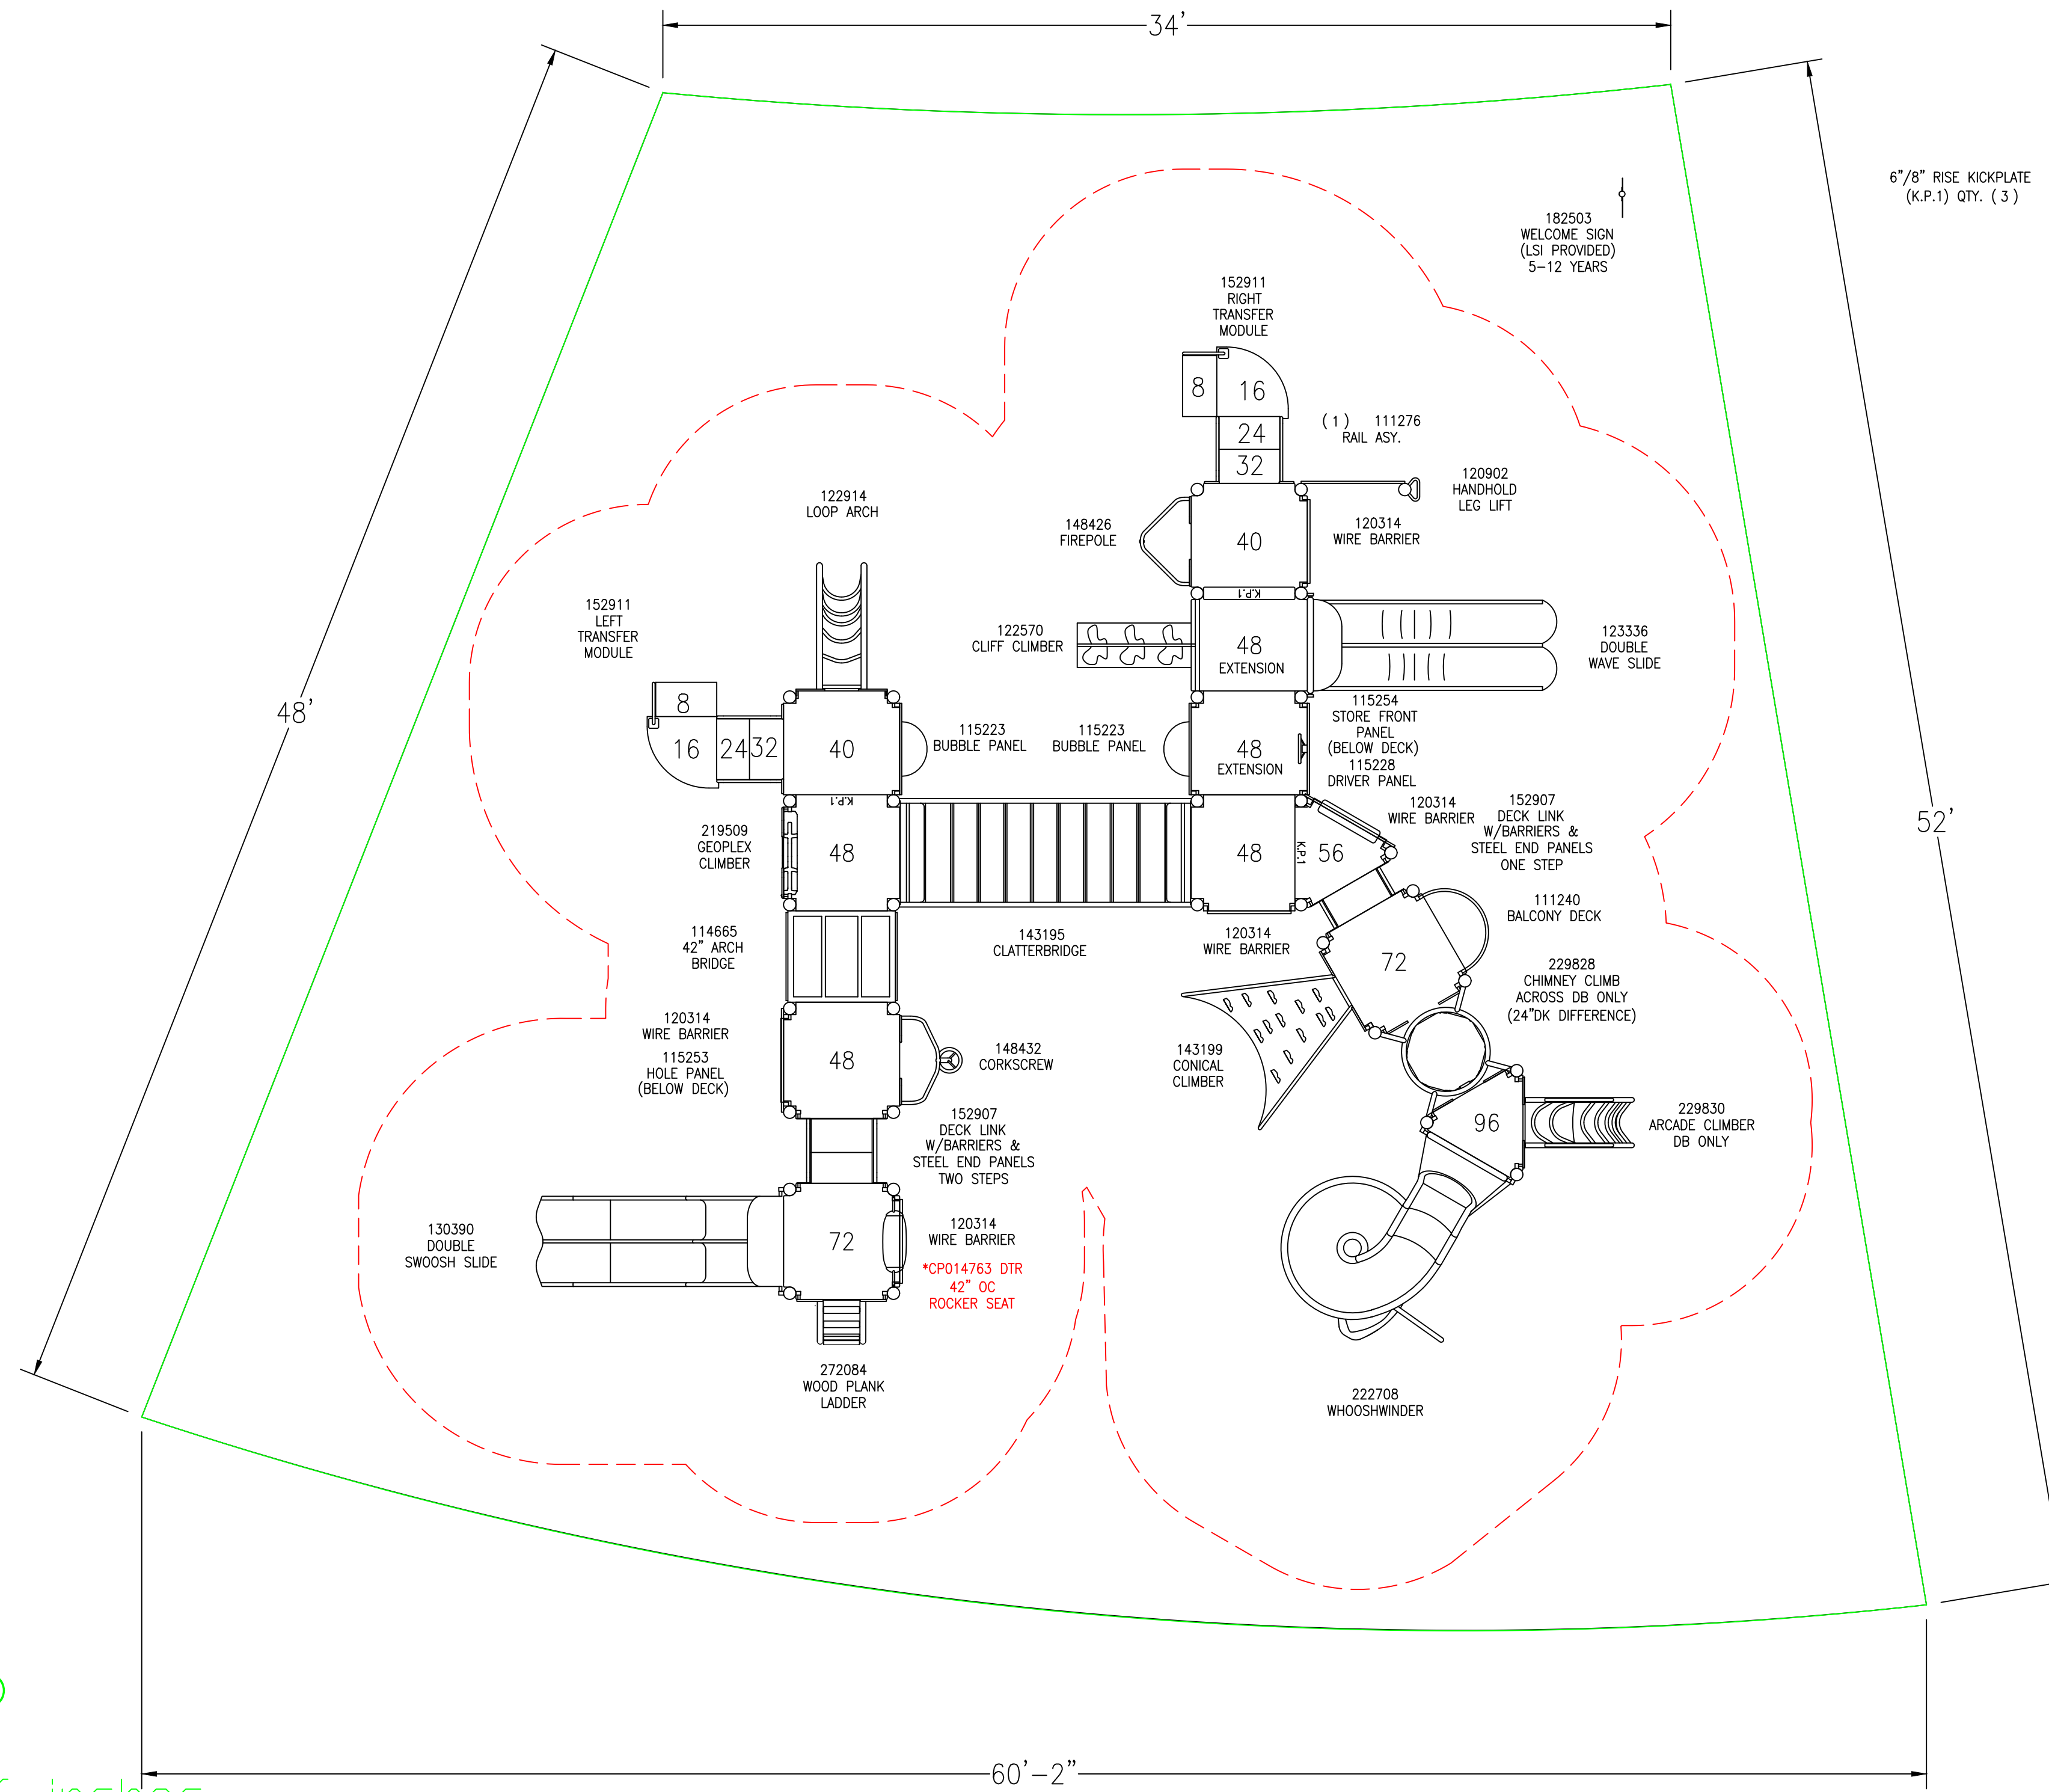 34'
6"/8" RISE KICKPLATE
(K.P.1) QTY. ( 3 )
182503
WELCOME SIGN
(LSI PROVIDED)
5-12 YEARS
152911
RIGHT
TRANSFER
MODULE
8
16
24
32
( 1 ) 111276
RAIL ASY.
120902
HANDHOLD
LEG LIFT
122914
LOOP ARCH
148426
FIREPOLE
40
120314
WIRE BARRIER
K.P.1
152911
LEFT
TRANSFER
MODULE
122570
CLIFF CLIMBER
48
EXTENSION
123336
DOUBLE
WAVE SLIDE
48'
8
16
24
32
40
115223
BUBBLE PANEL
115223
BUBBLE PANEL
48
EXTENSION
115254
STORE FRONT
PANEL
(BELOW DECK)
115228
DRIVER PANEL
K.P.1
219509
GEOPLEX
CLIMBER
48
48
K.P.1
56
120314
WIRE BARRIER
152907
DECK LINK
W/BARRIERS &
STEEL END PANELS
ONE STEP
52'
111240
BALCONY DECK
114665
42" ARCH
BRIDGE
143195
CLATTERBRIDGE
120314
WIRE BARRIER
72
229828
CHIMNEY CLIMB
ACROSS DB ONLY
(24"DK DIFFERENCE)
120314
WIRE BARRIER
115253
HOLE PANEL
(BELOW DECK)
48
148432
CORKSCREW
143199
CONICAL
CLIMBER
96
229830
ARCADE CLIMBER
DB ONLY
152907
DECK LINK
W/BARRIERS &
STEEL END PANELS
TWO STEPS
130390
DOUBLE
SWOOSH SLIDE
72
120314
WIRE BARRIER
*CP014763 DTR
42" OC
ROCKER SEAT
272084
WOOD PLANK
LADDER
222708
WHOOSHWINDER
60'-2"